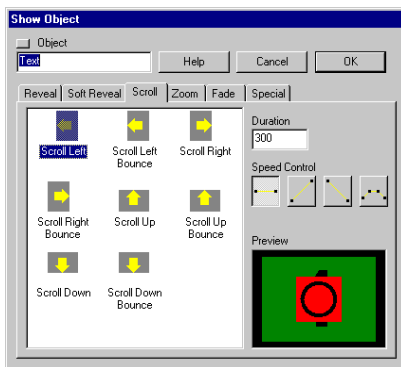 Show Object
Object
Text
Help Cancel OK
Reveal Soft Reveal Scroll Zoom Fade Special
Scroll Left
Scroll Left Bounce
Scroll Right
Scroll Right Bounce
Scroll Up
Scroll Up Bounce
Scroll Down
Scroll Down Bounce
Duration
300
Speed Control
Preview